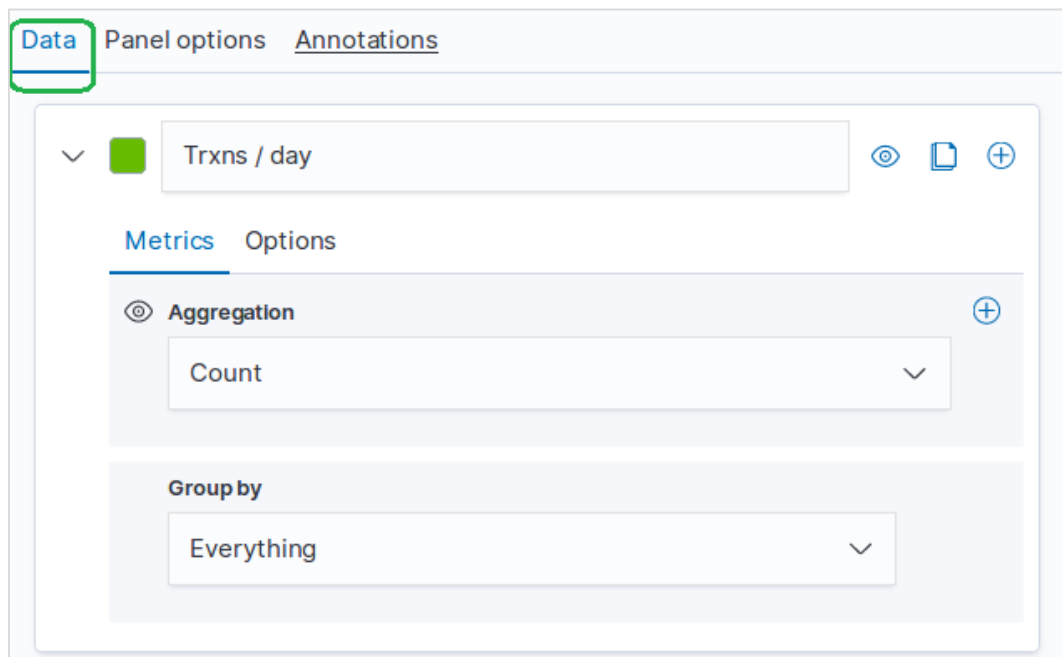 Data Panel options Annotations
Trxns / day
Metrics Options
Aggregation
Count
Group by
Everything